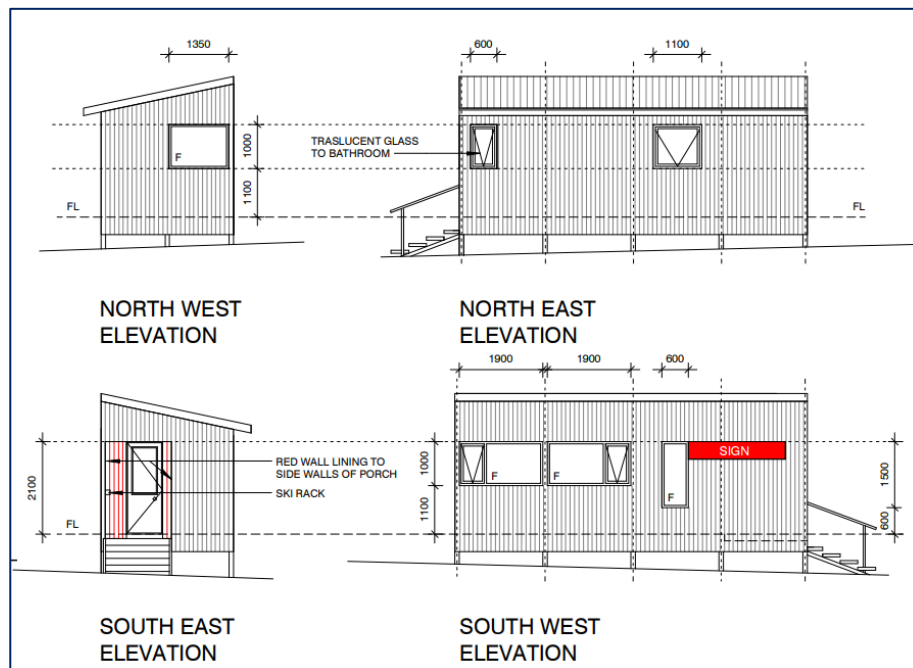 1350
600
1100
TRASLUCENT GLASS
TO BATHROOM
F
1000
1100
FL
FL
NORTH WEST
ELEVATION
NORTH EAST
ELEVATION
1900
1900
600
2100
RED WALL LINING TO
SIDE WALLS OF PORCH
SKI RACK
FL
1000
1100
F
F
F
SIGN
1500
600
SOUTH EAST
ELEVATION
SOUTH WEST
ELEVATION